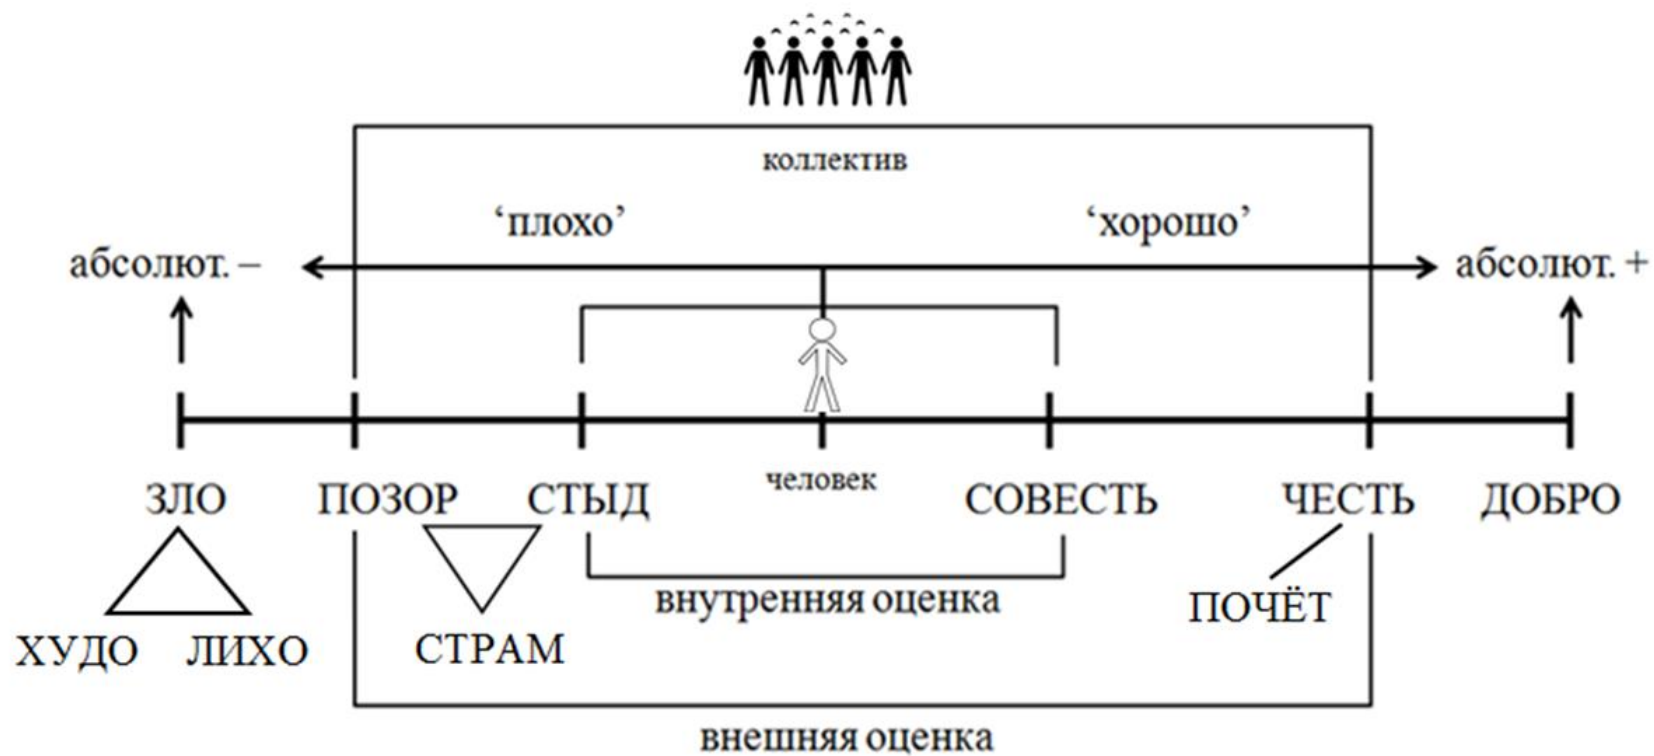 коллектив
‘плохо’ ‘хорошо’
абсолют. – абсолют. +
человек
ЗЛО ПОЗОР СТЫД СОВЕСТЬ ЧЕСТЬ ДОБРО
внутренняя оценка
ПОЧЁТ
ХУДО ЛИХО СТРАМ
внешняя оценка